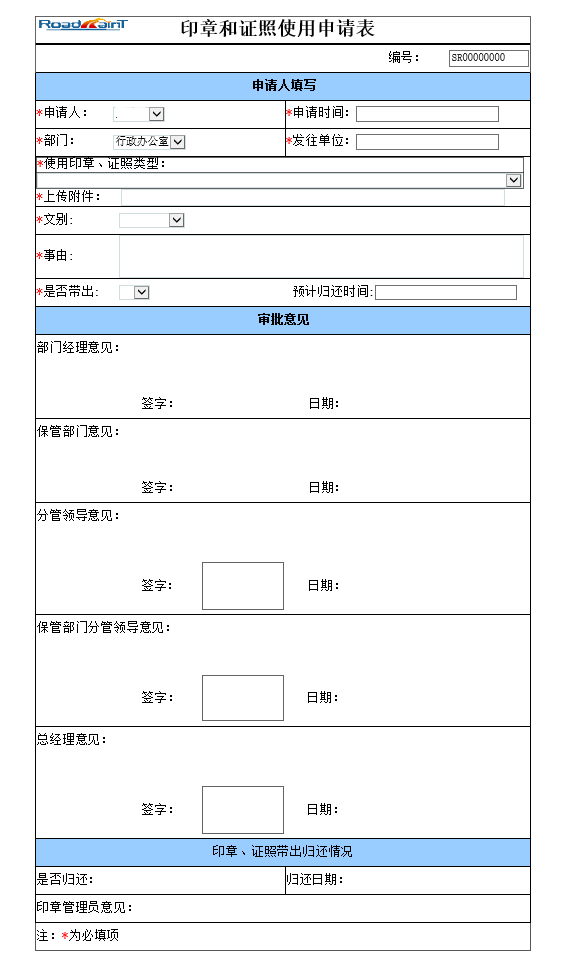 RoadMainT 印章和证照使用申请表
编号： SR00000000
申请人填写
*申请人： *申请时间：
*部门： 行政办公室 *发往单位：
*使用印章、证照类型：
*上传附件：
*文别：
*事由：
*是否带出： 预计归还时间：
审批意见
部门经理意见：
签字： 日期：
保管部门意见：
签字： 日期：
分管领导意见：
签字： 日期：
保管部门分管领导意见：
签字： 日期：
总经理意见：
签字： 日期：
印章、证照带出归还情况
是否归还： 归还日期：
印章管理员意见：
注：*为必填项